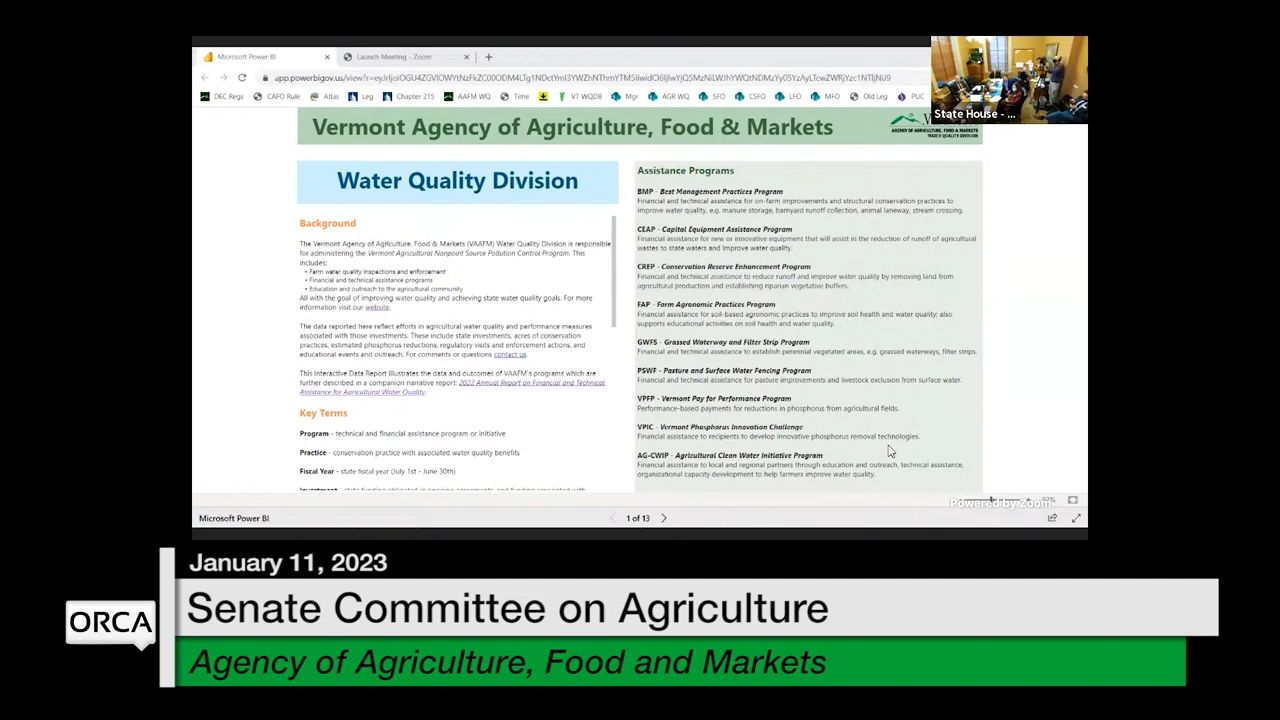 Microsoft Power BI
Launch Meeting - Zoom
DEC Regs
CAFO Rule
Atlas
Leg
Chapter 215
AAFM WQ
Time
VT WQDB
Mgr
AGR WQ
SFO
CSFO
LFO
MFO
Old Leg
PUC
State House - ...
Vermont Agency of Agriculture, Food & Markets
AGENCY OF AGRICULTURE, FOOD & MARKETS
WATER QUALITY DIVISION
Water Quality Division
Background
The Vermont Agency of Agriculture, Food & Markets (VAAFM) Water Quality Division is responsible
for administering the Vermont Agricultural Nonpoint Source Pollution Control Program. This
includes:
• Farm water quality inspections and enforcement
• Financial and technical assistance programs
• Education and outreach to the agricultural community
All with the goal of improving water quality and achieving state water quality goals. For more
information visit our website.
The data reported here reflect efforts in agricultural water quality and performance measures
associated with those investments. These include state investments, acres of conservation
practices, estimated phosphorus reductions, regulatory visits and enforcement actions, and
educational events and outreach. For comments or questions contact us.
This Interactive Data Report illustrates the data and outcomes of VAAFM's programs which are
further described in a companion narrative report: 2022 Annual Report on Financial and Technical
Assistance for Agricultural Water Quality.
Key Terms
Program - technical and financial assistance program or initiative
Practice - conservation practice with associated water quality benefits
Fiscal Year - state fiscal year (July 1st - June 30th)
Investment - state funding obligated in ongoing agreements and funding associated with
Assistance Programs
BMP - Best Management Practices Program
Financial and technical assistance for on-farm improvements and structural conservation practices to
improve water quality, e.g. manure storage, barnyard runoff collection, animal laneway, stream crossing.
CEAP - Capital Equipment Assistance Program
Financial assistance for new or innovative equipment that will assist in the reduction of runoff of agricultural
wastes to state waters and improve water quality.
CREP - Conservation Reserve Enhancement Program
Financial and technical assistance to reduce runoff and improve water quality by removing land from
agricultural production and establishing riparian vegetative buffers.
FAP - Farm Agronomic Practices Program
Financial assistance for soil-based agronomic practices to improve soil health and water quality; also
supports educational activities on soil health and water quality.
GWFS - Grassed Waterway and Filter Strip Program
Financial and technical assistance to establish perennial vegetated areas, e.g. grassed waterways, filter strips.
PSWF - Pasture and Surface Water Fencing Program
Financial and technical assistance for pasture improvements and livestock exclusion from surface water.
VPFP - Vermont Pay for Performance Program
Performance-based payments for reductions in phosphorus from agricultural fields.
VPIC - Vermont Phosphorus Innovation Challenge
Financial assistance to recipients to develop innovative phosphorus removal technologies.
AG-CWIP - Agricultural Clean Water Initiative Program
Financial assistance to local and regional partners through education and outreach, technical assistance,
organizational capacity development to help farmers improve water quality.
Powered by Zoom
Microsoft Power BI
1 of 13
January 11, 2023
ORCA
Senate Committee on Agriculture
Agency of Agriculture, Food and Markets